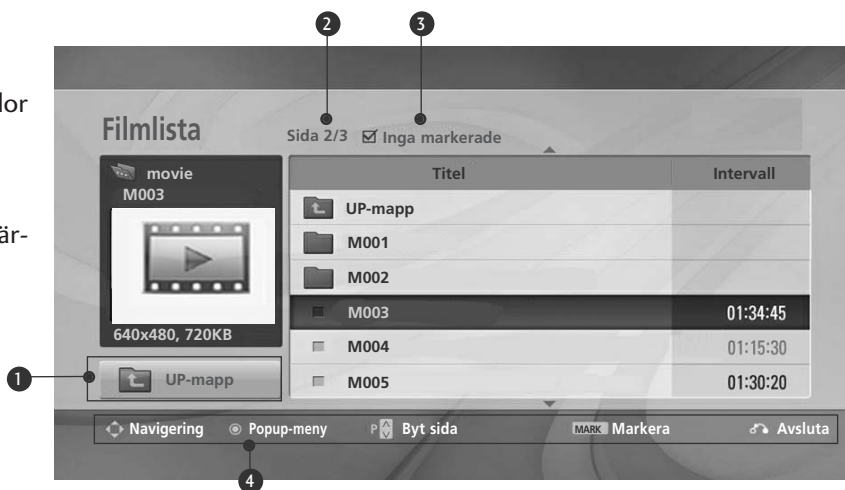 2 3
lor
är-
Filmlista Sida 2/3 Inga markerade
movie
M003
640x480, 720KB
1 UP-mapp
Titel Intervall
UP-mapp
M001
M002
M003 01:34:45
M004 01:15:30
M005 01:30:20
Navigering Popup-meny P Byt sida MARK Markera Avsluta
4